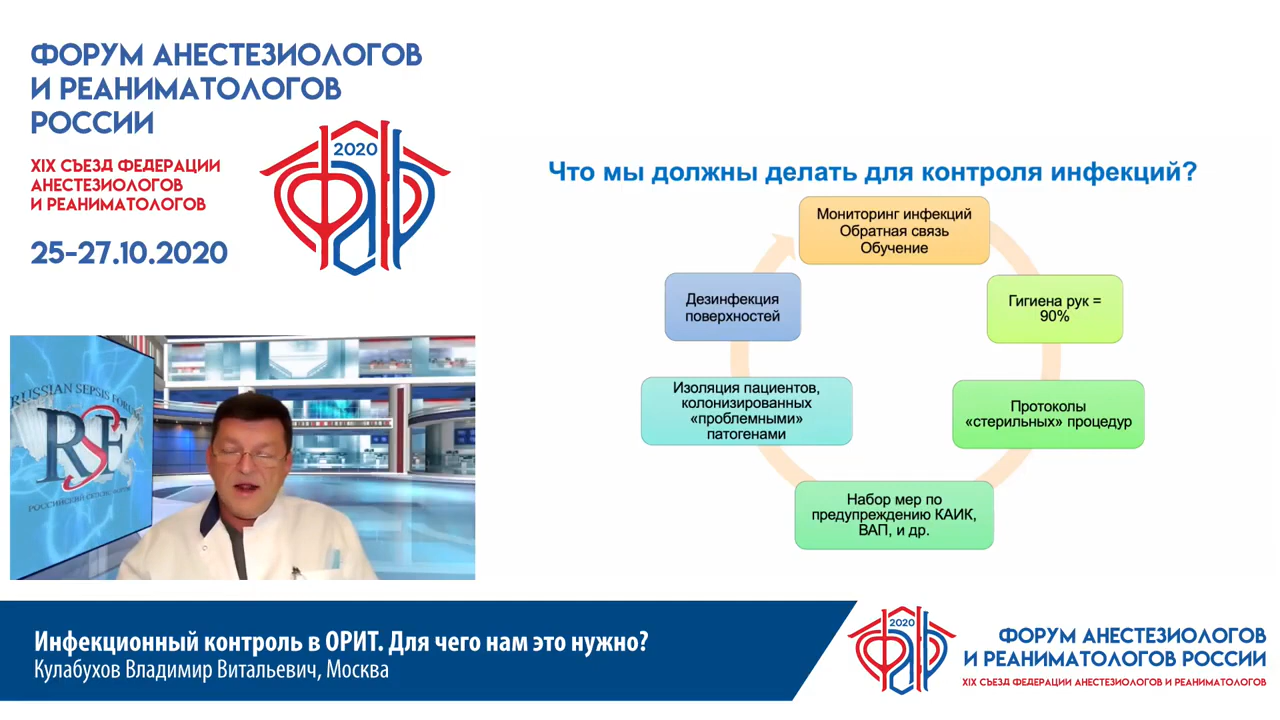 ФОРУМ АНЕСТЕЗИОЛОГОВ
И РЕАНИМАТОЛОГОВ
РОССИИ
XIX СЪЕЗД ФЕДЕРАЦИИ
АНЕСТЕЗИОЛОГОВ
И РЕАНИМАТОЛОГОВ
25-27.10.2020
2020
ФАР
Что мы должны делать для контроля инфекций?
Мониторинг инфекций
Обратная связь
Обучение
Гигиена рук =
90%
Протоколы
«стерильных» процедур
Набор мер по
предупреждению КАИК,
ВАП, и др.
Изоляция пациентов,
колонизированных
«проблемными»
патогенами
Дезинфекция
поверхностей
RUSSIAN SEPSIS FORUM
RSF
Инфекционный контроль в ОРИТ. Для чего нам это нужно?
Кулабухов Владимир Витальевич, Москва
2020
ФАР
ФОРУМ АНЕСТЕЗИОЛОГОВ
И РЕАНИМАТОЛОГОВ РОССИИ
XIX СЪЕЗД ФЕДЕРАЦИИ АНЕСТЕЗИОЛОГОВ И РЕАНИМАТОЛОГОВ